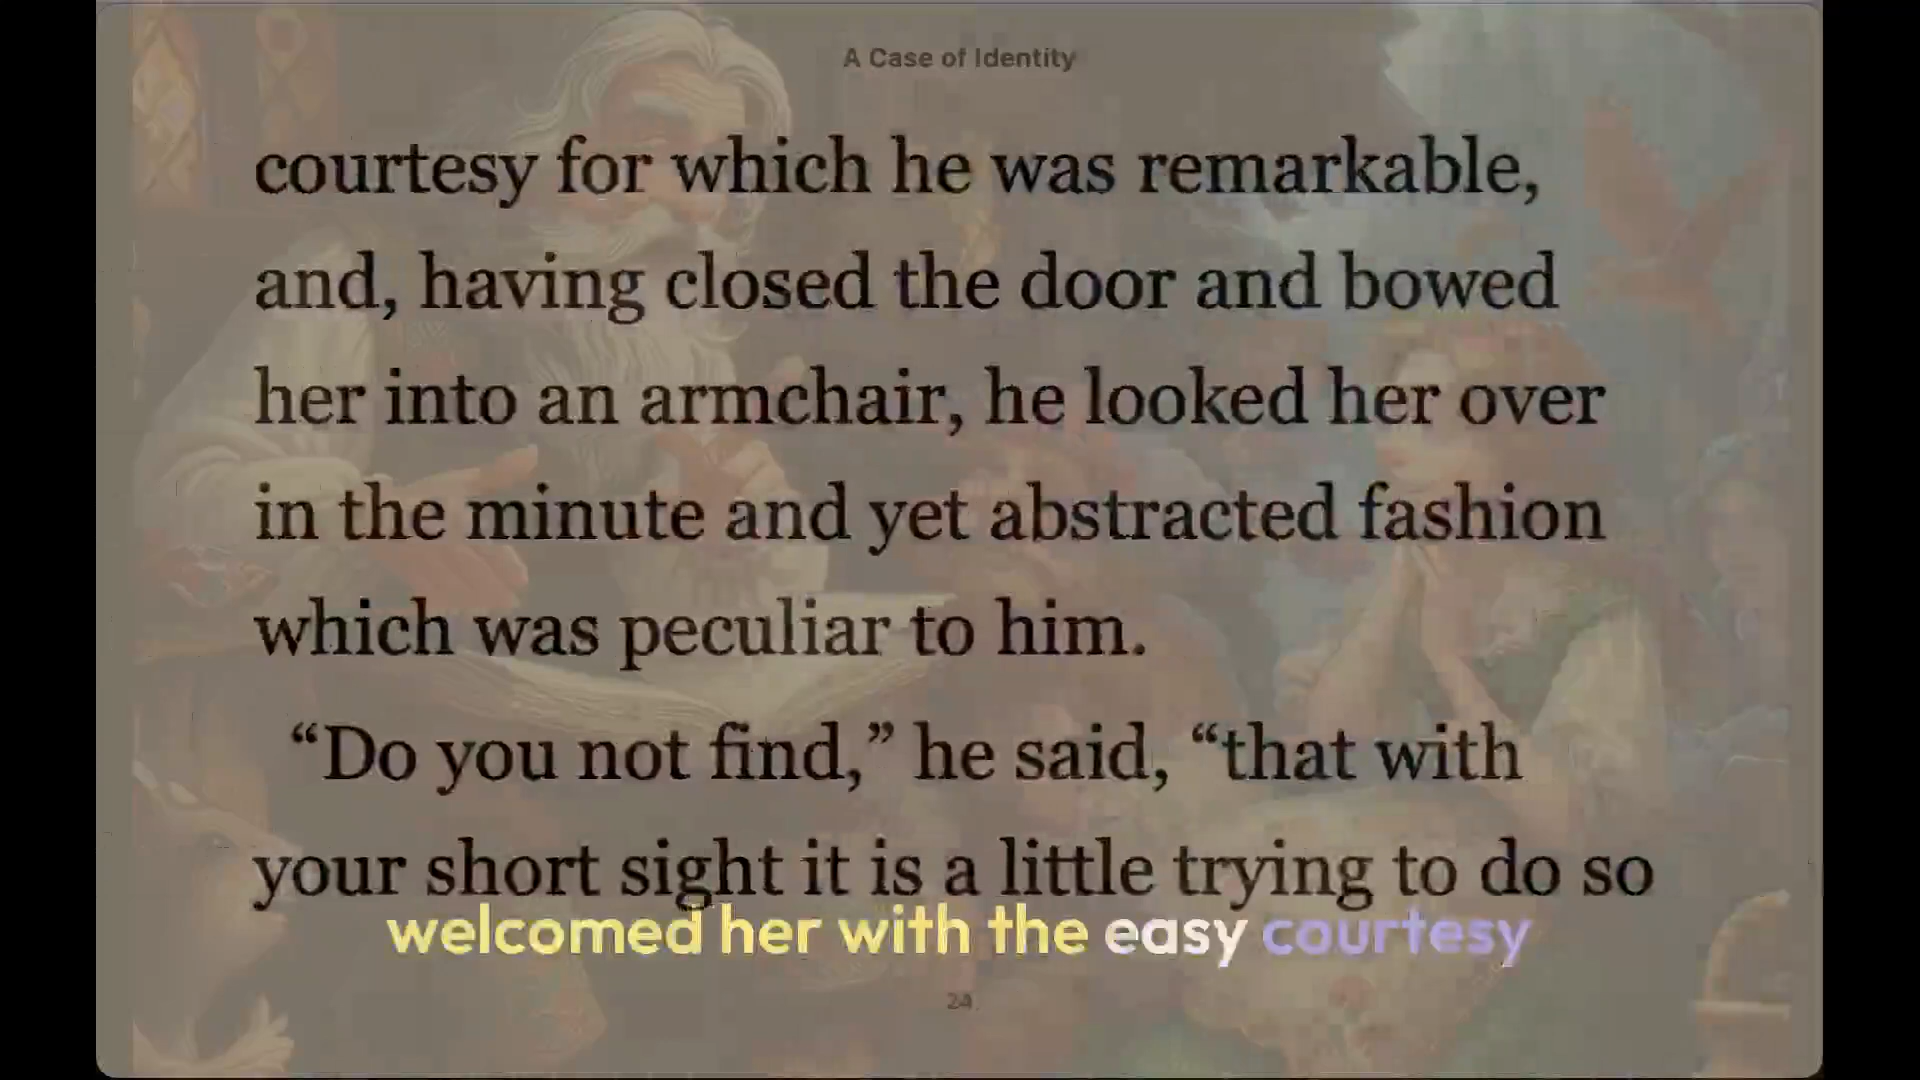 A Case of Identity
courtesy for which he was remarkable,
and, having closed the door and bowed
her into an armchair, he looked her over
in the minute and yet abstracted fashion
which was peculiar to him.
“Do you not find,” he said, “that with
your short sight it is a little trying to do so
welcomed her with the easy courtesy
24